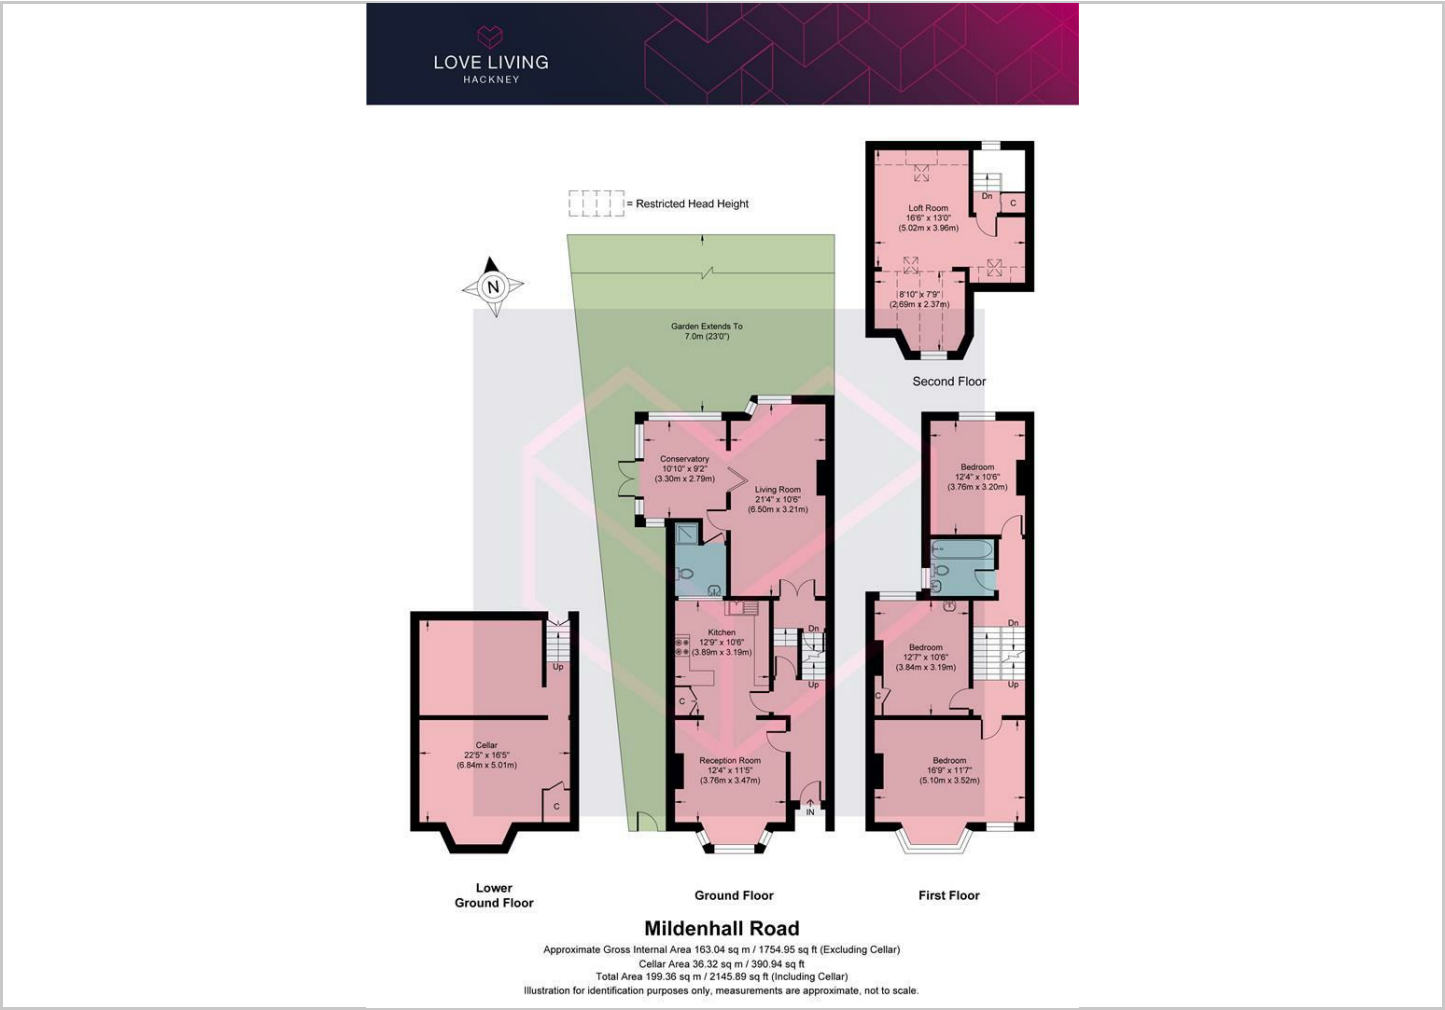 LOVE LIVING
HACKNEY
= Restricted Head Height
N
Loft Room
16'6" x 13'0"
(5.02m x 3.96m)
Dn
C
8'10" x 7'9"
(2.69m x 2.37m)
Second Floor
Garden Extends To
7.0m (23'0")
Conservatory
10'10" x 9'2"
(3.30m x 2.79m)
Living Room
21'4" x 10'6"
(6.50m x 3.21m)
Kitchen
12'9" x 10'6"
(3.89m x 3.19m)
Dn
Up
C
Reception Room
12'4" x 11'5"
(3.76m x 3.47m)
IN
Bedroom
12'4" x 10'6"
(3.76m x 3.20m)
Dn
Bedroom
12'7" x 10'6"
(3.84m x 3.19m)
Up
C
Bedroom
16'9" x 11'7"
(5.10m x 3.52m)
Up
Cellar
22'5" x 16'5"
(6.84m x 5.01m)
C
Lower
Ground Floor
Ground Floor
First Floor
Mildenhall Road
Approximate Gross Internal Area 163.04 sq m / 1754.95 sq ft (Excluding Cellar)
Cellar Area 36.32 sq m / 390.94 sq ft
Total Area 199.36 sq m / 2145.89 sq ft (Including Cellar)
Illustration for identification purposes only, measurements are approximate, not to scale.